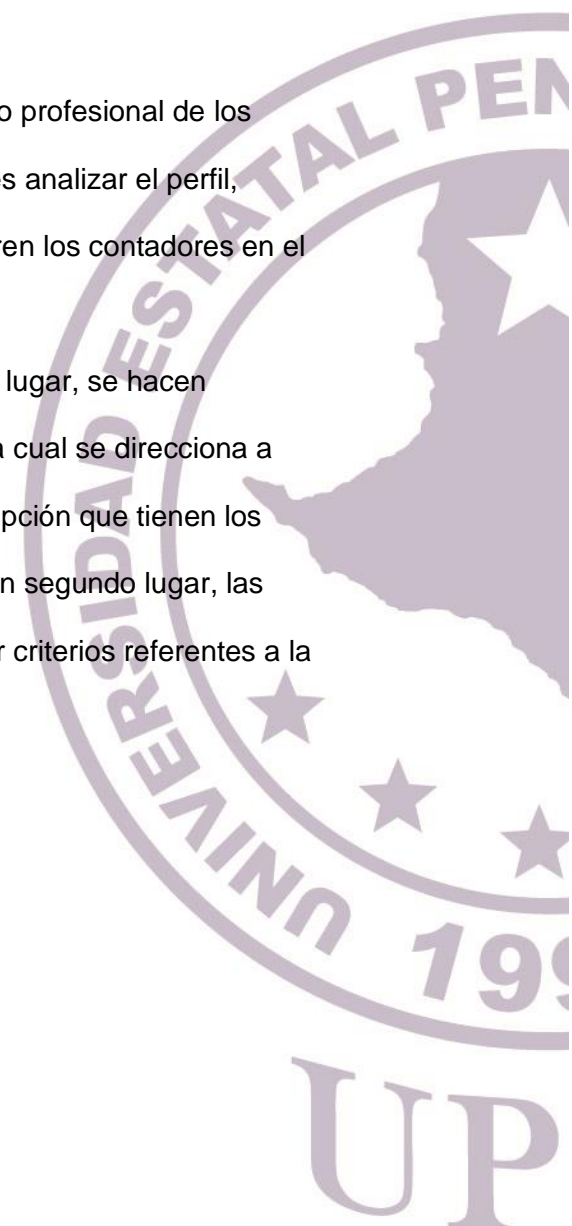 o profesional de los
es analizar el perfil,
ren los contadores en el
lugar, se hacen
a cual se direcciona a
pción que tienen los
n segundo lugar, las
r criterios referentes a la
UNIVERSIDAD ESTATAL PEN
199
UP